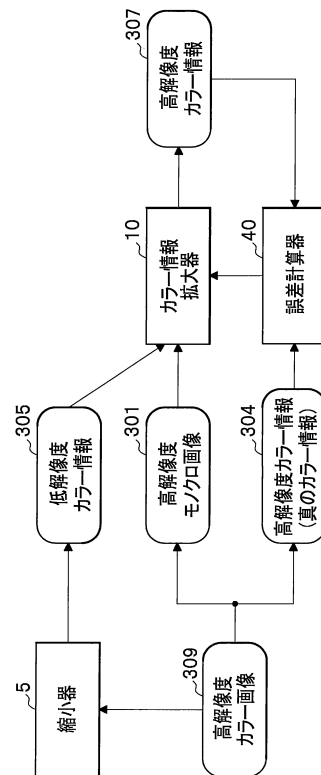 5
縮小器
309
高解像度
カラー画像
305
低解像度
カラー情報
301
高解像度
モノクロ画像
304
高解像度カラー情報
(真のカラー情報)
10
カラー情報
拡大器
40
誤差計算器
307
高解像度
カラー情報